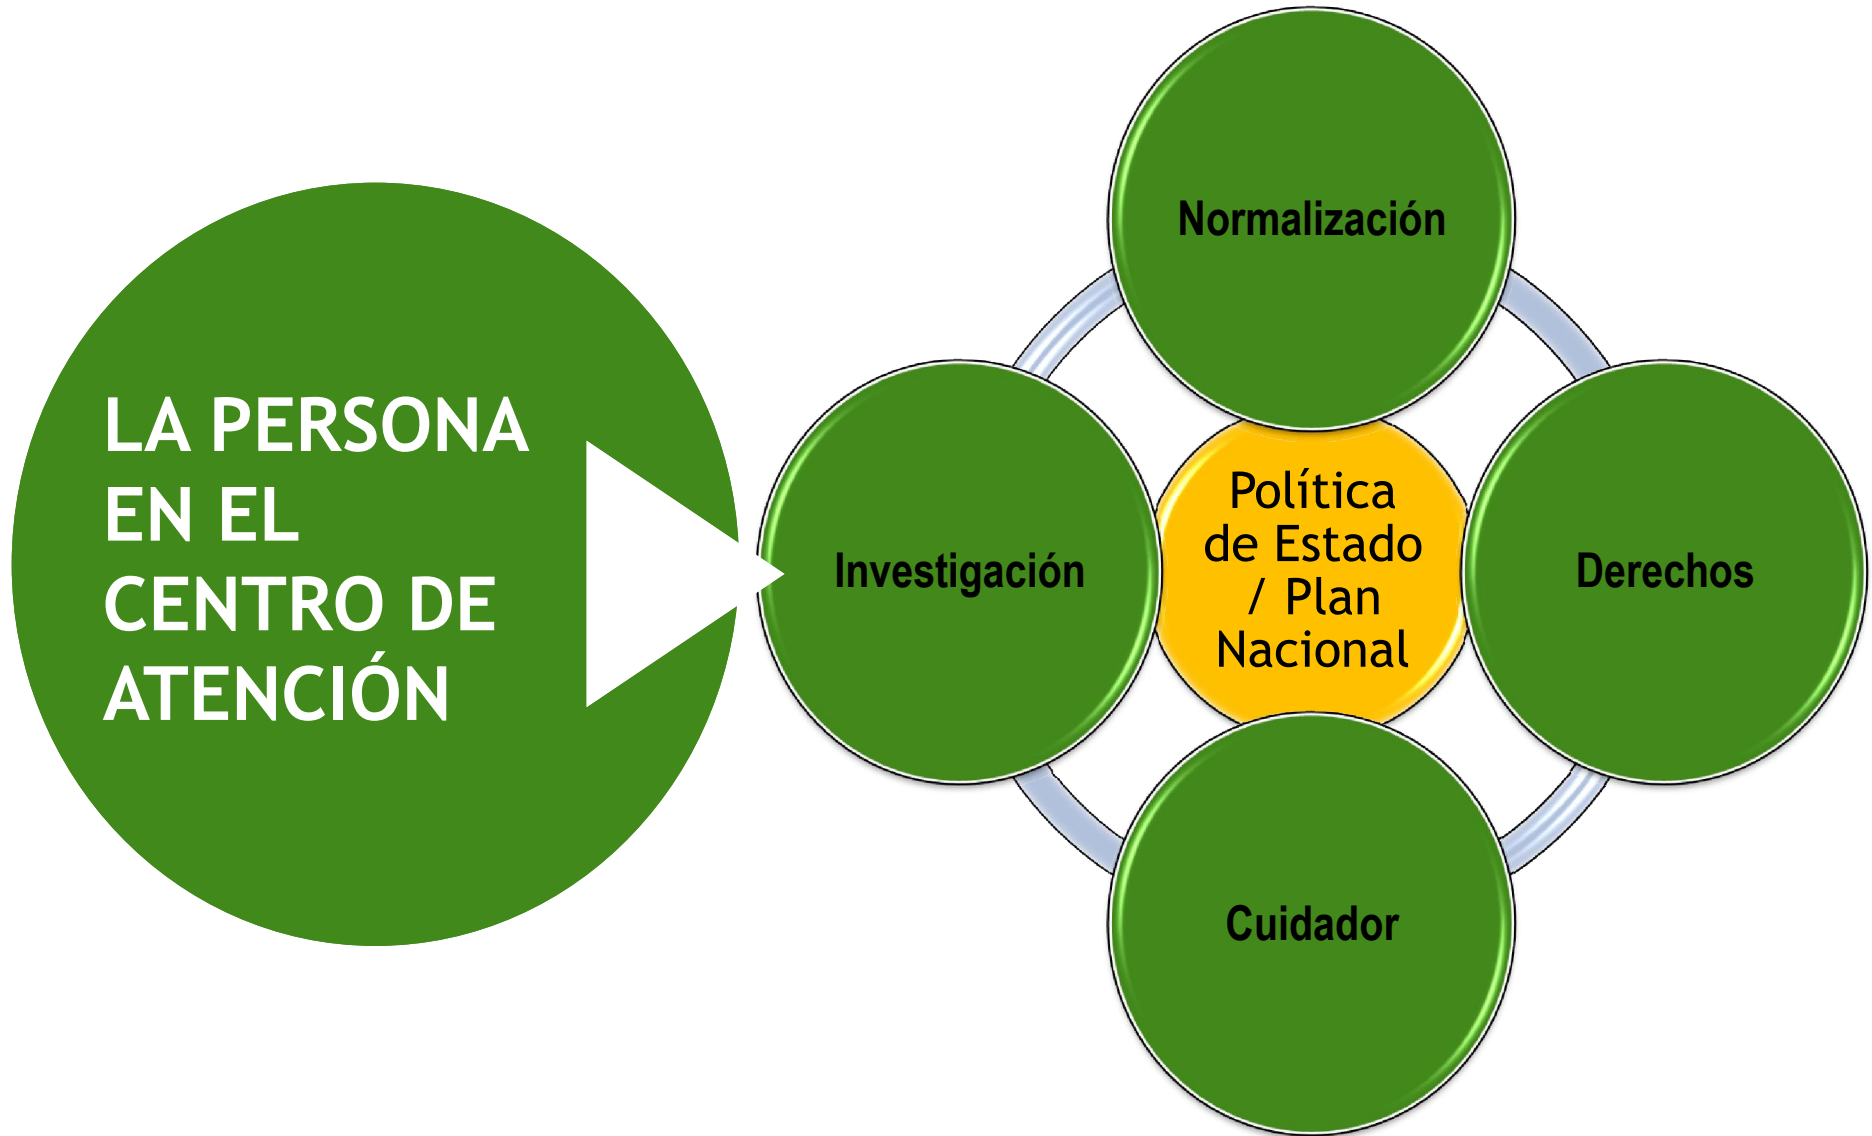 LA PERSONA
EN EL
CENTRO DE
ATENCIÓN
Normalización
Investigación
Política
de Estado
/ Plan
Nacional
Derechos
Cuidador